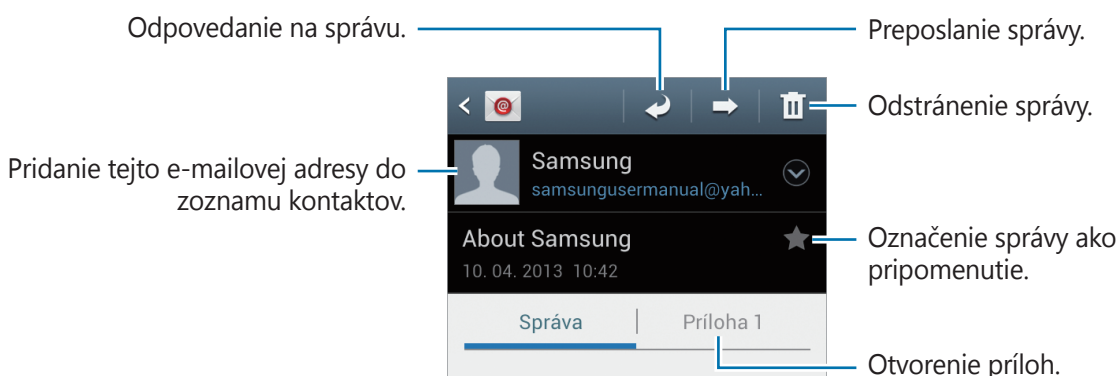 Odpovedanie na správu.
Preposlanie správy.
Odstránenie správy.
Pridanie tejto e-mailovej adresy do
zoznamu kontaktov.
Samsung
samsungusermanual@yah...
About Samsung
10. 04. 2013 10:42
Označenie správy ako
pripomenutie.
Správa
Príloha 1
Otvorenie príloh.